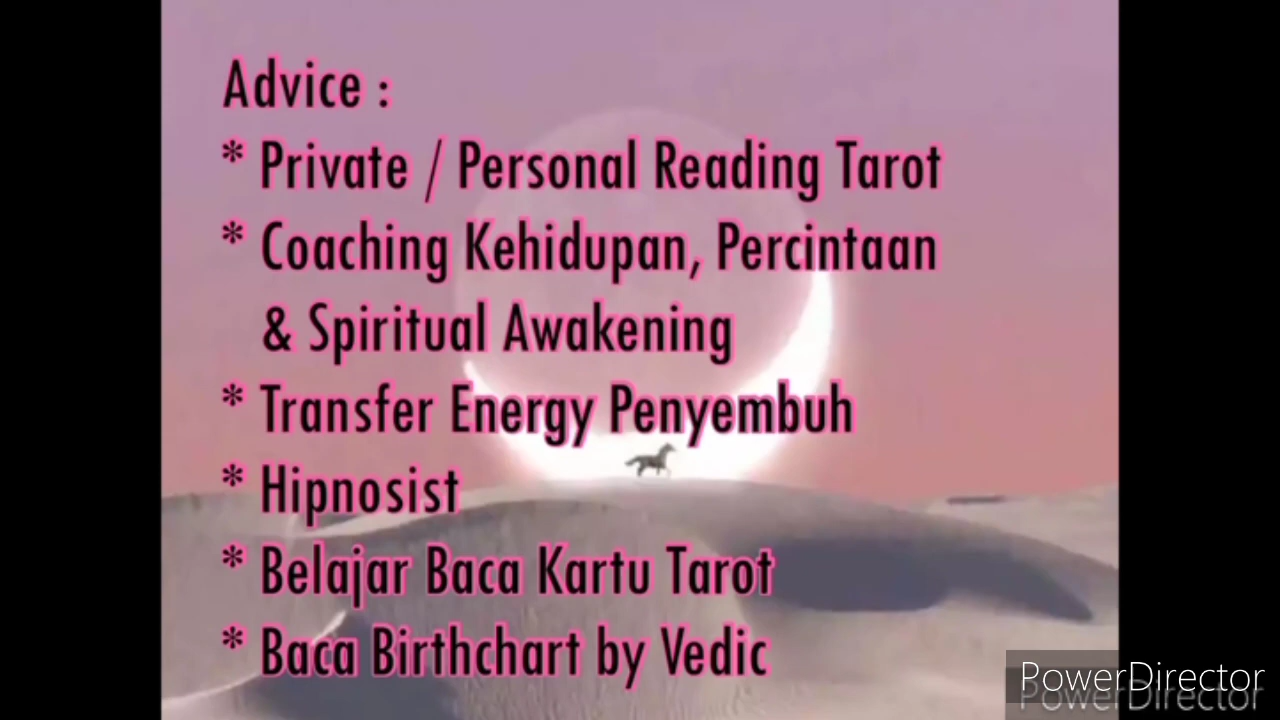 Advice :
* Private / Personal Reading Tarot
* Coaching Kehidupan, Percintaan
& Spiritual Awakening
* Transfer Energy Penyembuh
* Hipnosist
* Belajar Baca Kartu Tarot
* Baca Birthchart by Vedic
PowerDirector
PowerDirector